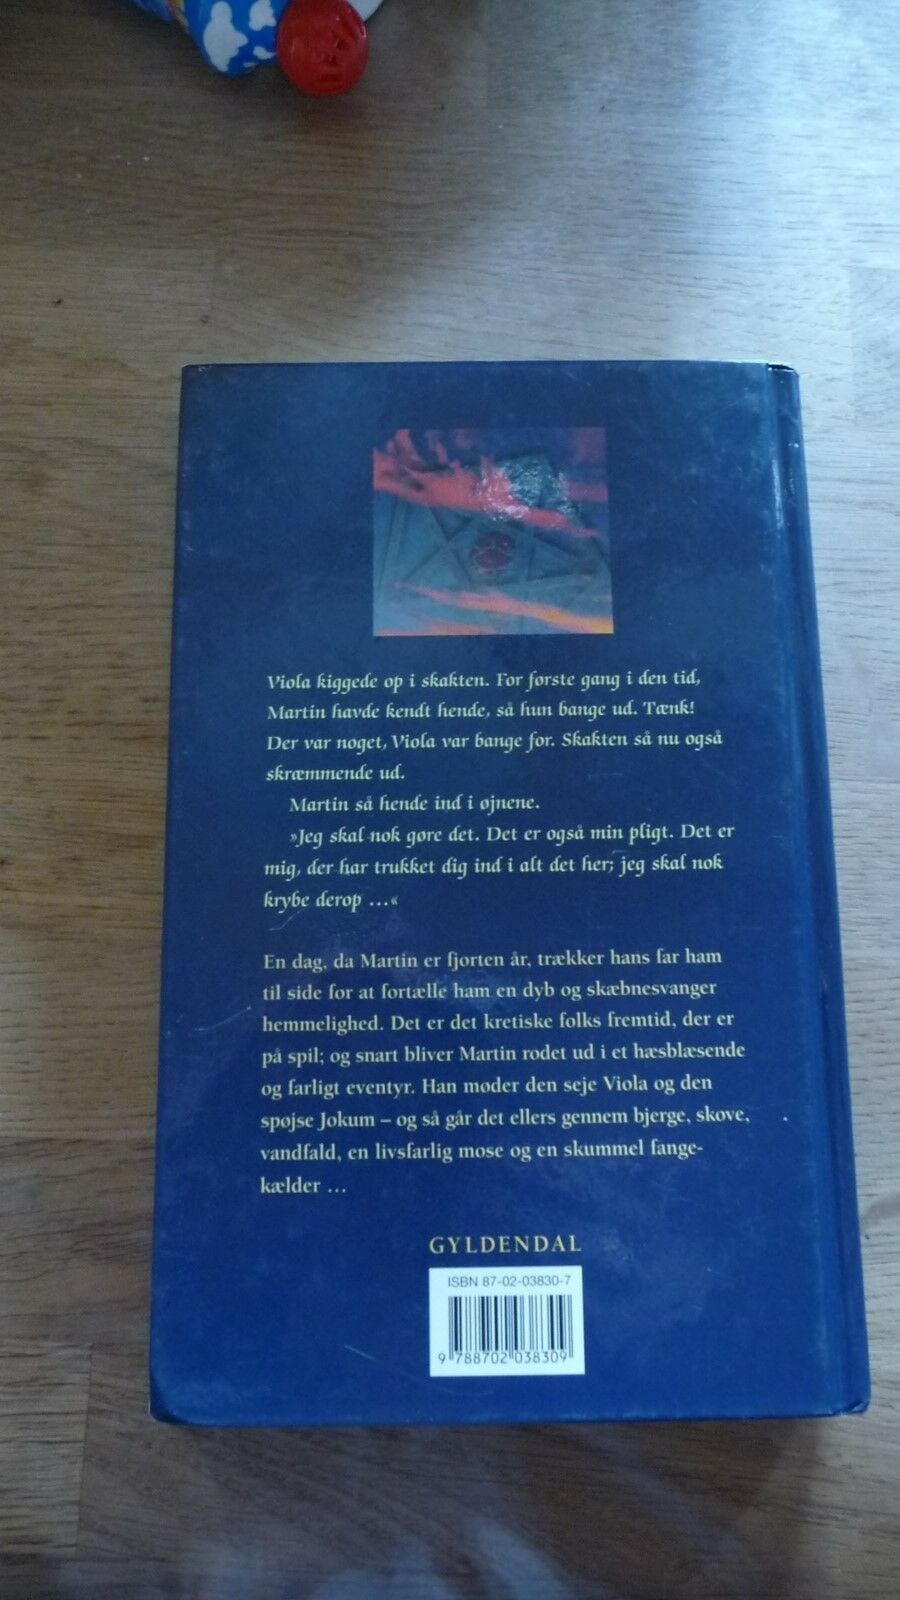 Viola kiggede op i skakten. For første gang i den tid,
Martin havde kendt hende, så hun bange ud. Tænk!
Der var noget, Viola var bange for. Skakten så nu også
skræmmende ud.
Martin så hende ind i øjnene.
»Jeg skal nok gøre det. Det er også min pligt. Det er
mig, der har trukket dig ind i alt det her; jeg skal nok
krybe derop ...«
En dag, da Martin er fjorten år, trækker hans far ham
til side for at fortælle ham en dyb og skæbnesvanger
hemmelighed. Det er det kretiske folks fremtid, der er
på spil; og snart bliver Martin rodet ud i et hæsblæsende
og farligt eventyr. Han møder den seje Viola og den
spøjse Jokum – og så går det ellers gennem bjerge, skove,
vandfald, en livsfarlig mose og en skummel fange-
kælder ...
GYLDENDAL
ISBN 87-02-03830-7
9 788702 038309